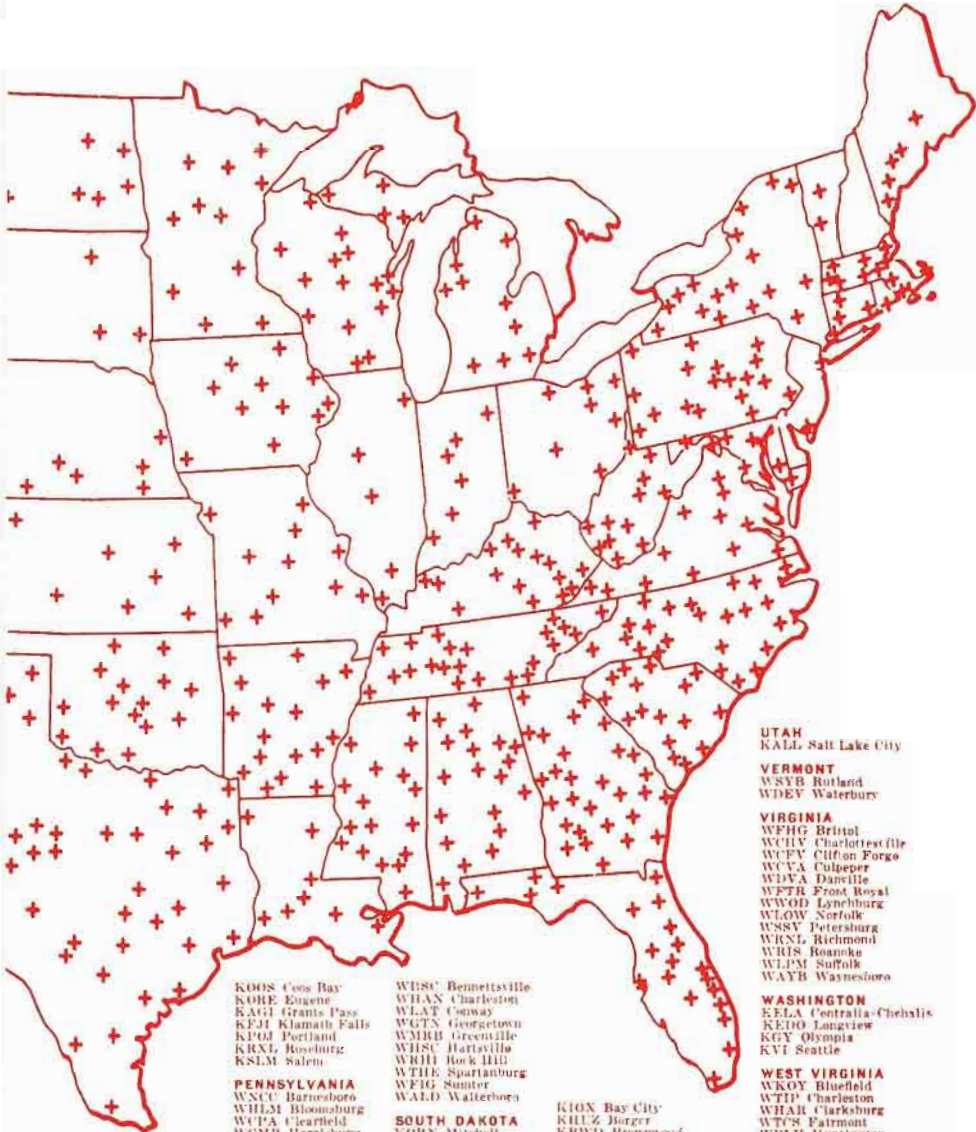 KOOS Coos Bay
KORE Eugene
KAGI Grants Pass
KFJI Klamath Falls
KPOJ Portland
KRXL Roseburg
KSLM Salem
PENNSYLVANIA
WNCC Barnesboro
WHLM Bloomsburg
WCPA Clearfield
WBSC Bennettsville
WHAN Charleston
WLAT Conway
WGTN Georgetown
WMRB Greenville
WHSC Hartsville
WRHI Rock Hill
WTHE Spartanburg
WFIG Sumter
WALD Walterboro
SOUTH DAKOTA
Mitchell
KIOX Bay City
KHUZ Borger
UTAH
KALL Salt Lake City
VERMONT
WSYB Rutland
WDEV Waterbury
VIRGINIA
WFHG Bristol
WCHV Charlottesville
WCFV Clifton Forge
WCVA Culpeper
WDVA Danville
WFTR Front Royal
WWOD Lynchburg
WLOW Norfolk
WSSV Petersburg
WRNL Richmond
WRIS Roanoke
WLPM Suffolk
WAYB Waynesboro
WASHINGTON
KELA Centralia-Chehalis
KEDO Longview
KGY Olympia
KVI Seattle
WEST VIRGINIA
WKOY Bluefield
WTIP Charleston
WHAR Clarksburg
WTCS Fairmont